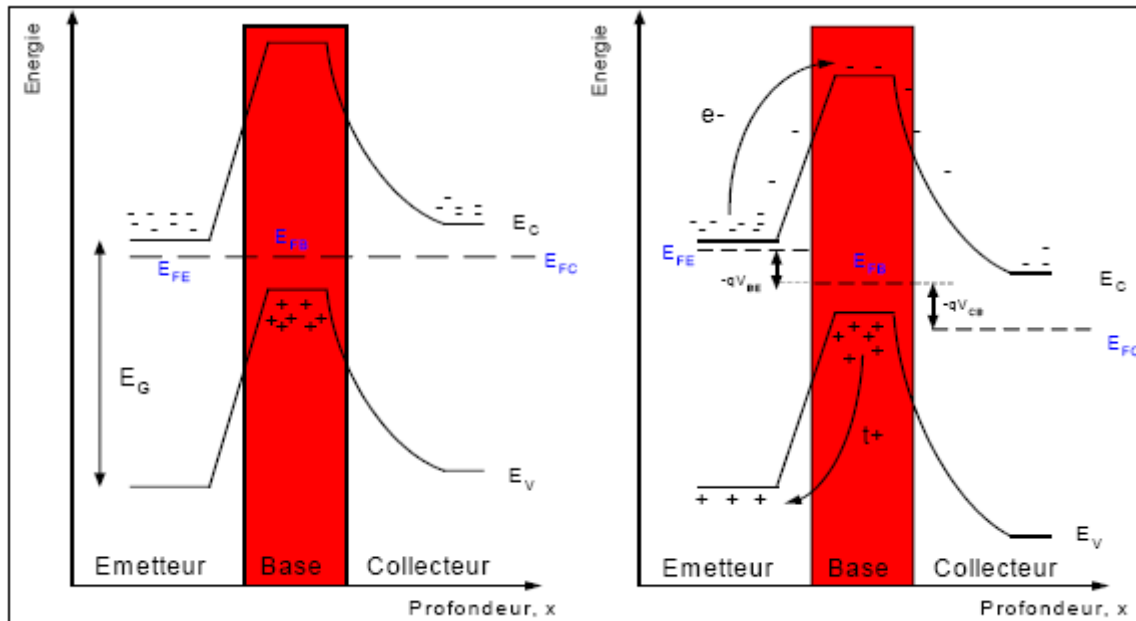 Energie
E_C
E_FB
E_FE
E_FC
E_G
E_V
Emetteur Base Collecteur
Profondeur, x
Energie
e-
E_FE
E_FB
-qV_BE
E_C
-qV_CB
E_FC
t+
E_V
Emetteur Base Collecteur
Profondeur, x